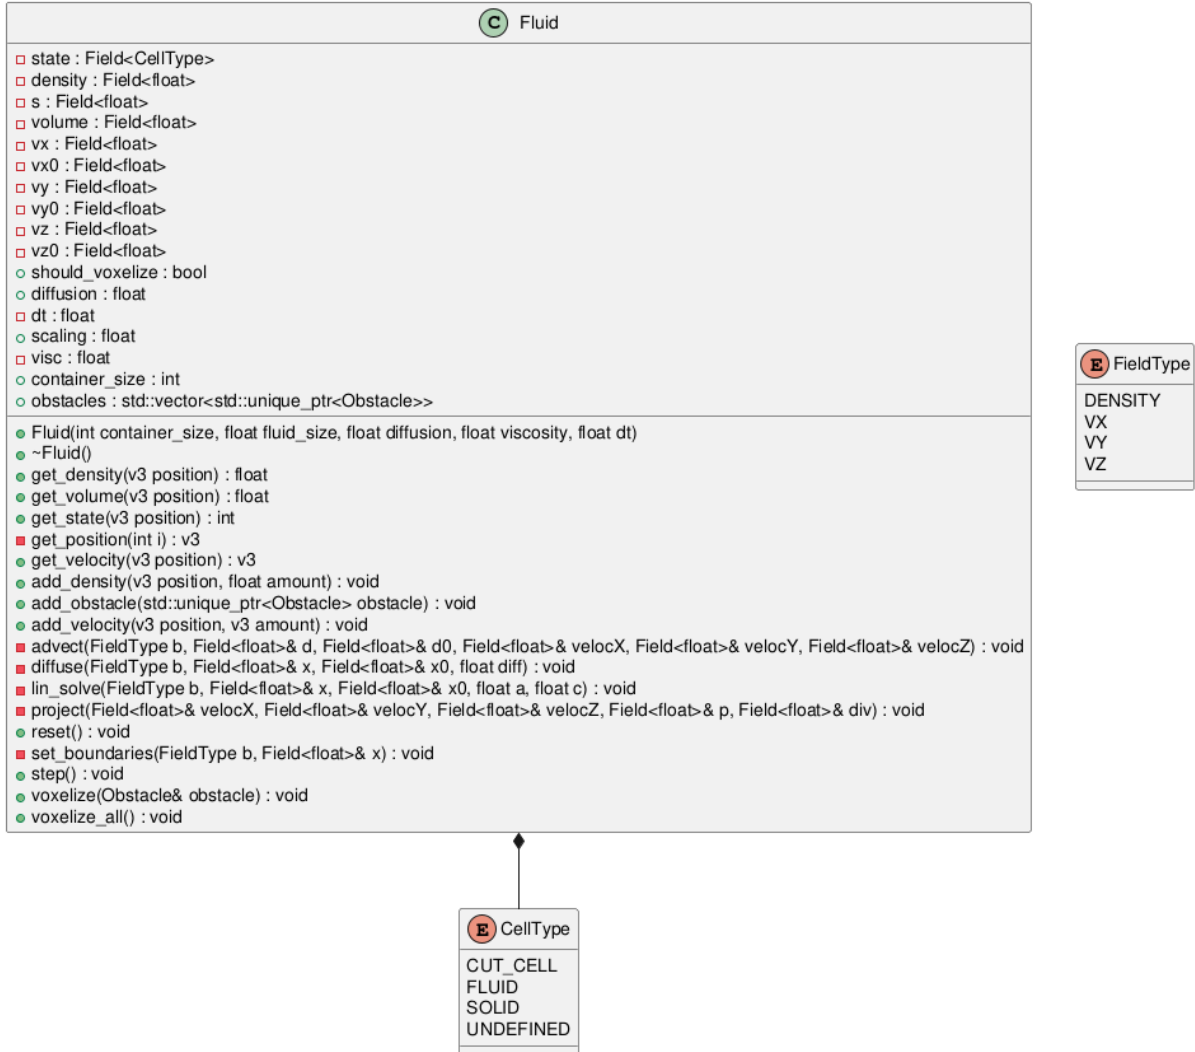 C Fluid
state : Field<CellType>
density : Field<float>
s : Field<float>
volume : Field<float>
vx : Field<float>
vx0 : Field<float>
vy : Field<float>
vy0 : Field<float>
vz : Field<float>
vz0 : Field<float>
should_voxelize : bool
diffusion : float
dt : float
scaling : float
visc : float
container_size : int
obstacles : std::vector<std::unique_ptr<Obstacle>>
Fluid(int container_size, float fluid_size, float diffusion, float viscosity, float dt)
~Fluid()
get_density(v3 position) : float
get_volume(v3 position) : float
get_state(v3 position) : int
get_position(int i) : v3
get_velocity(v3 position) : v3
add_density(v3 position, float amount) : void
add_obstacle(std::unique_ptr<Obstacle> obstacle) : void
add_velocity(v3 position, v3 amount) : void
advect(FieldType b, Field<float>& d, Field<float>& d0, Field<float>& velocX, Field<float>& velocY, Field<float>& velocZ) : void
diffuse(FieldType b, Field<float>& x, Field<float>& x0, float diff) : void
lin_solve(FieldType b, Field<float>& x, Field<float>& x0, float a, float c) : void
project(Field<float>& velocX, Field<float>& velocY, Field<float>& velocZ, Field<float>& p, Field<float>& div) : void
reset() : void
set_boundaries(FieldType b, Field<float>& x) : void
step() : void
voxelize(Obstacle& obstacle) : void
voxelize_all() : void
E FieldType
DENSITY
VX
VY
VZ
E CellType
CUT_CELL
FLUID
SOLID
UNDEFINED